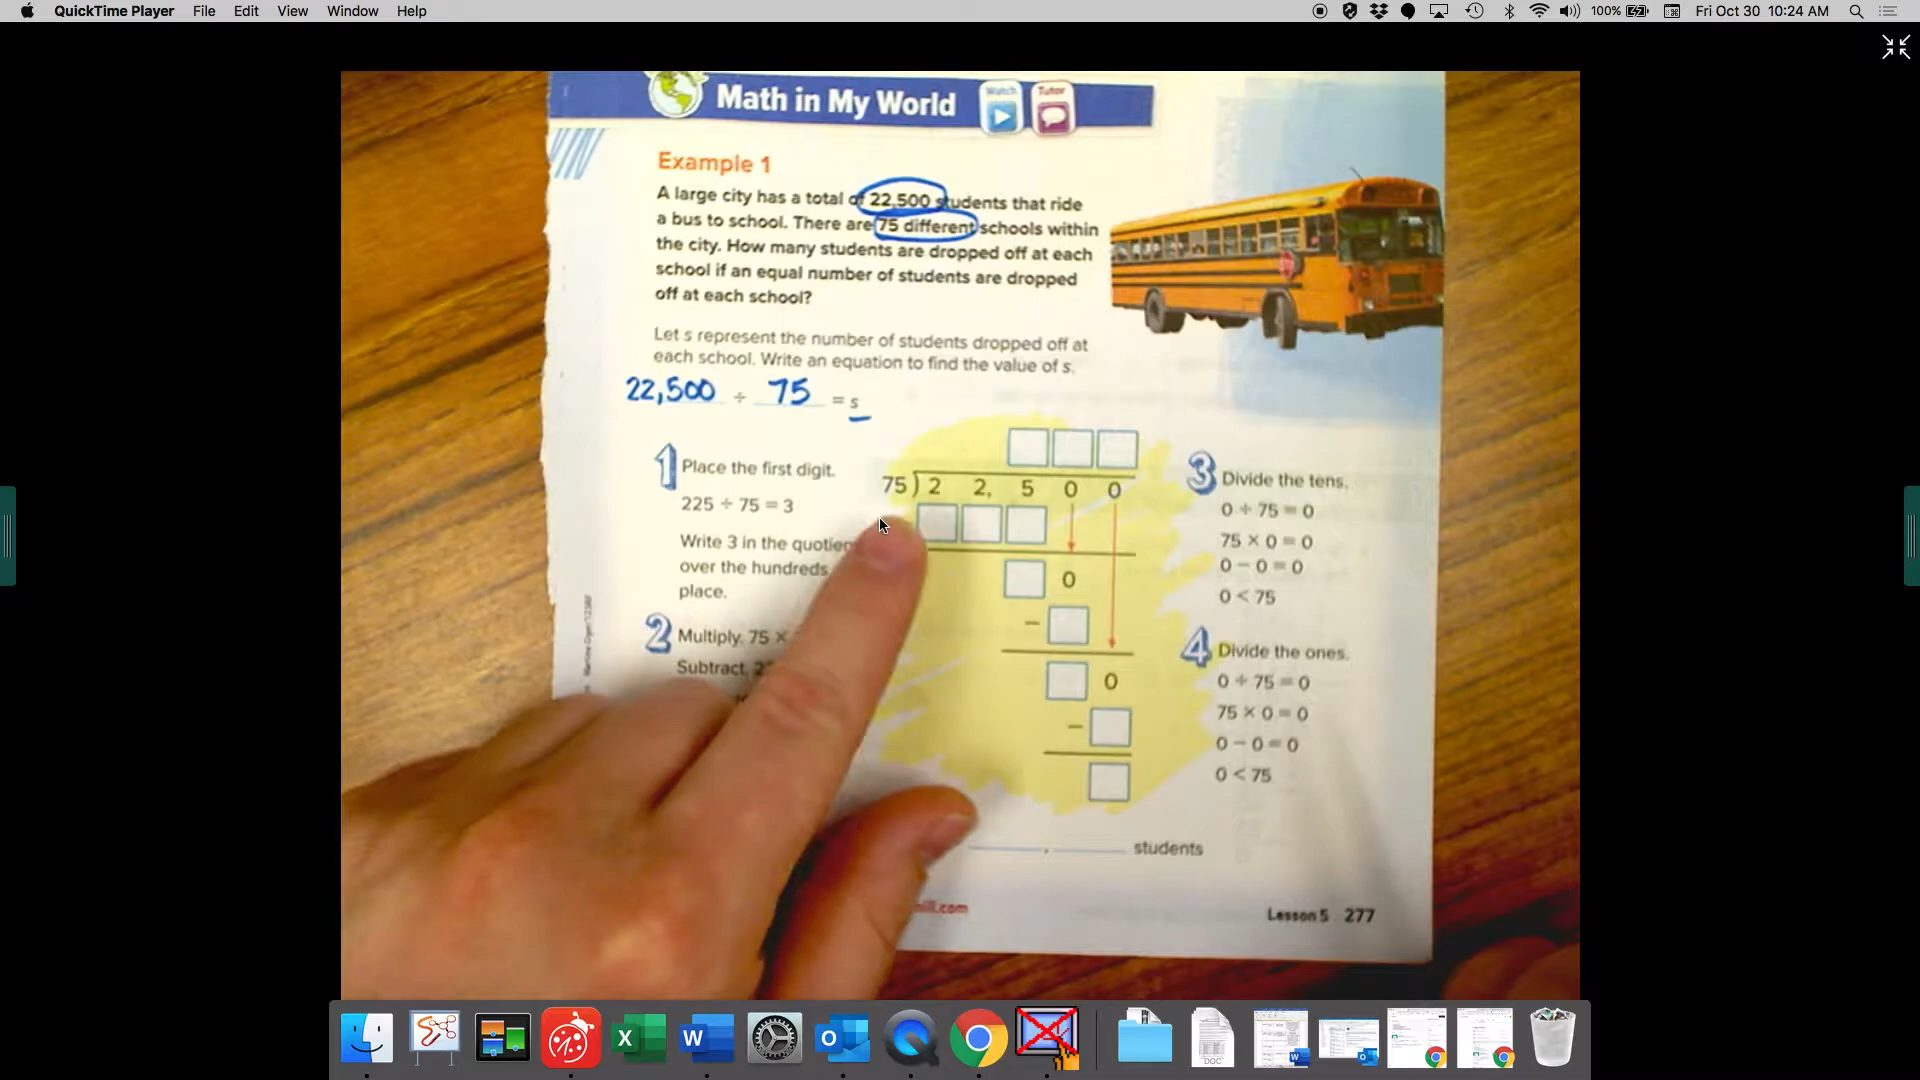 QuickTime Player File Edit View Window Help 100% Fri Oct 30 10:24 AM
Math in My World Watch Tutor
Example 1
A large city has a total of 22,500 students that ride
a bus to school. There are 75 different schools within
the city. How many students are dropped off at each
school if an equal number of students are dropped
off at each school?
Let s represent the number of students dropped off at
each school. Write an equation to find the value of s.
22,500 ÷ 75 = s
1 Place the first digit.
225 ÷ 75 = 3
Write 3 in the quotient
over the hundreds
place.
2 Multiply. 75 ×
Subtract.
75) 2 2, 5 0 0
0
−
0
−
3 Divide the tens.
0 ÷ 75 = 0
75 × 0 = 0
0 − 0 = 0
0 < 75
4 Divide the ones.
0 ÷ 75 = 0
75 × 0 = 0
0 − 0 = 0
0 < 75
students
Lesson 5 277